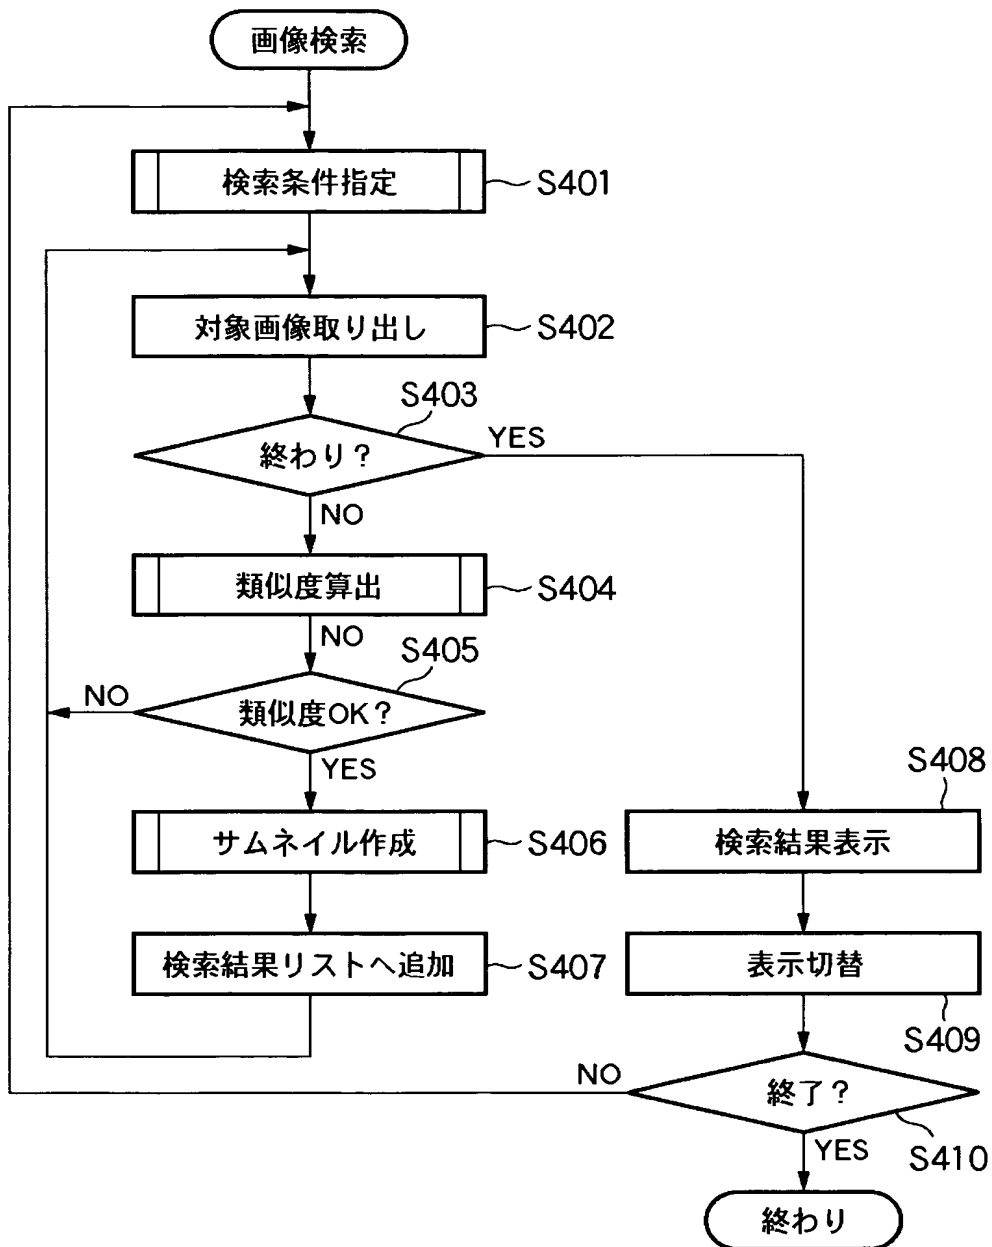 画像検索
検索条件指定
S401
対象画像取り出し
S402
S403
終わり?
YES
NO
類似度算出
S404
NO
S405
NO
類似度OK?
YES
サムネイル作成
S406
検索結果リストへ追加
S407
S408
検索結果表示
表示切替
S409
NO
終了?
YES
S410
終わり